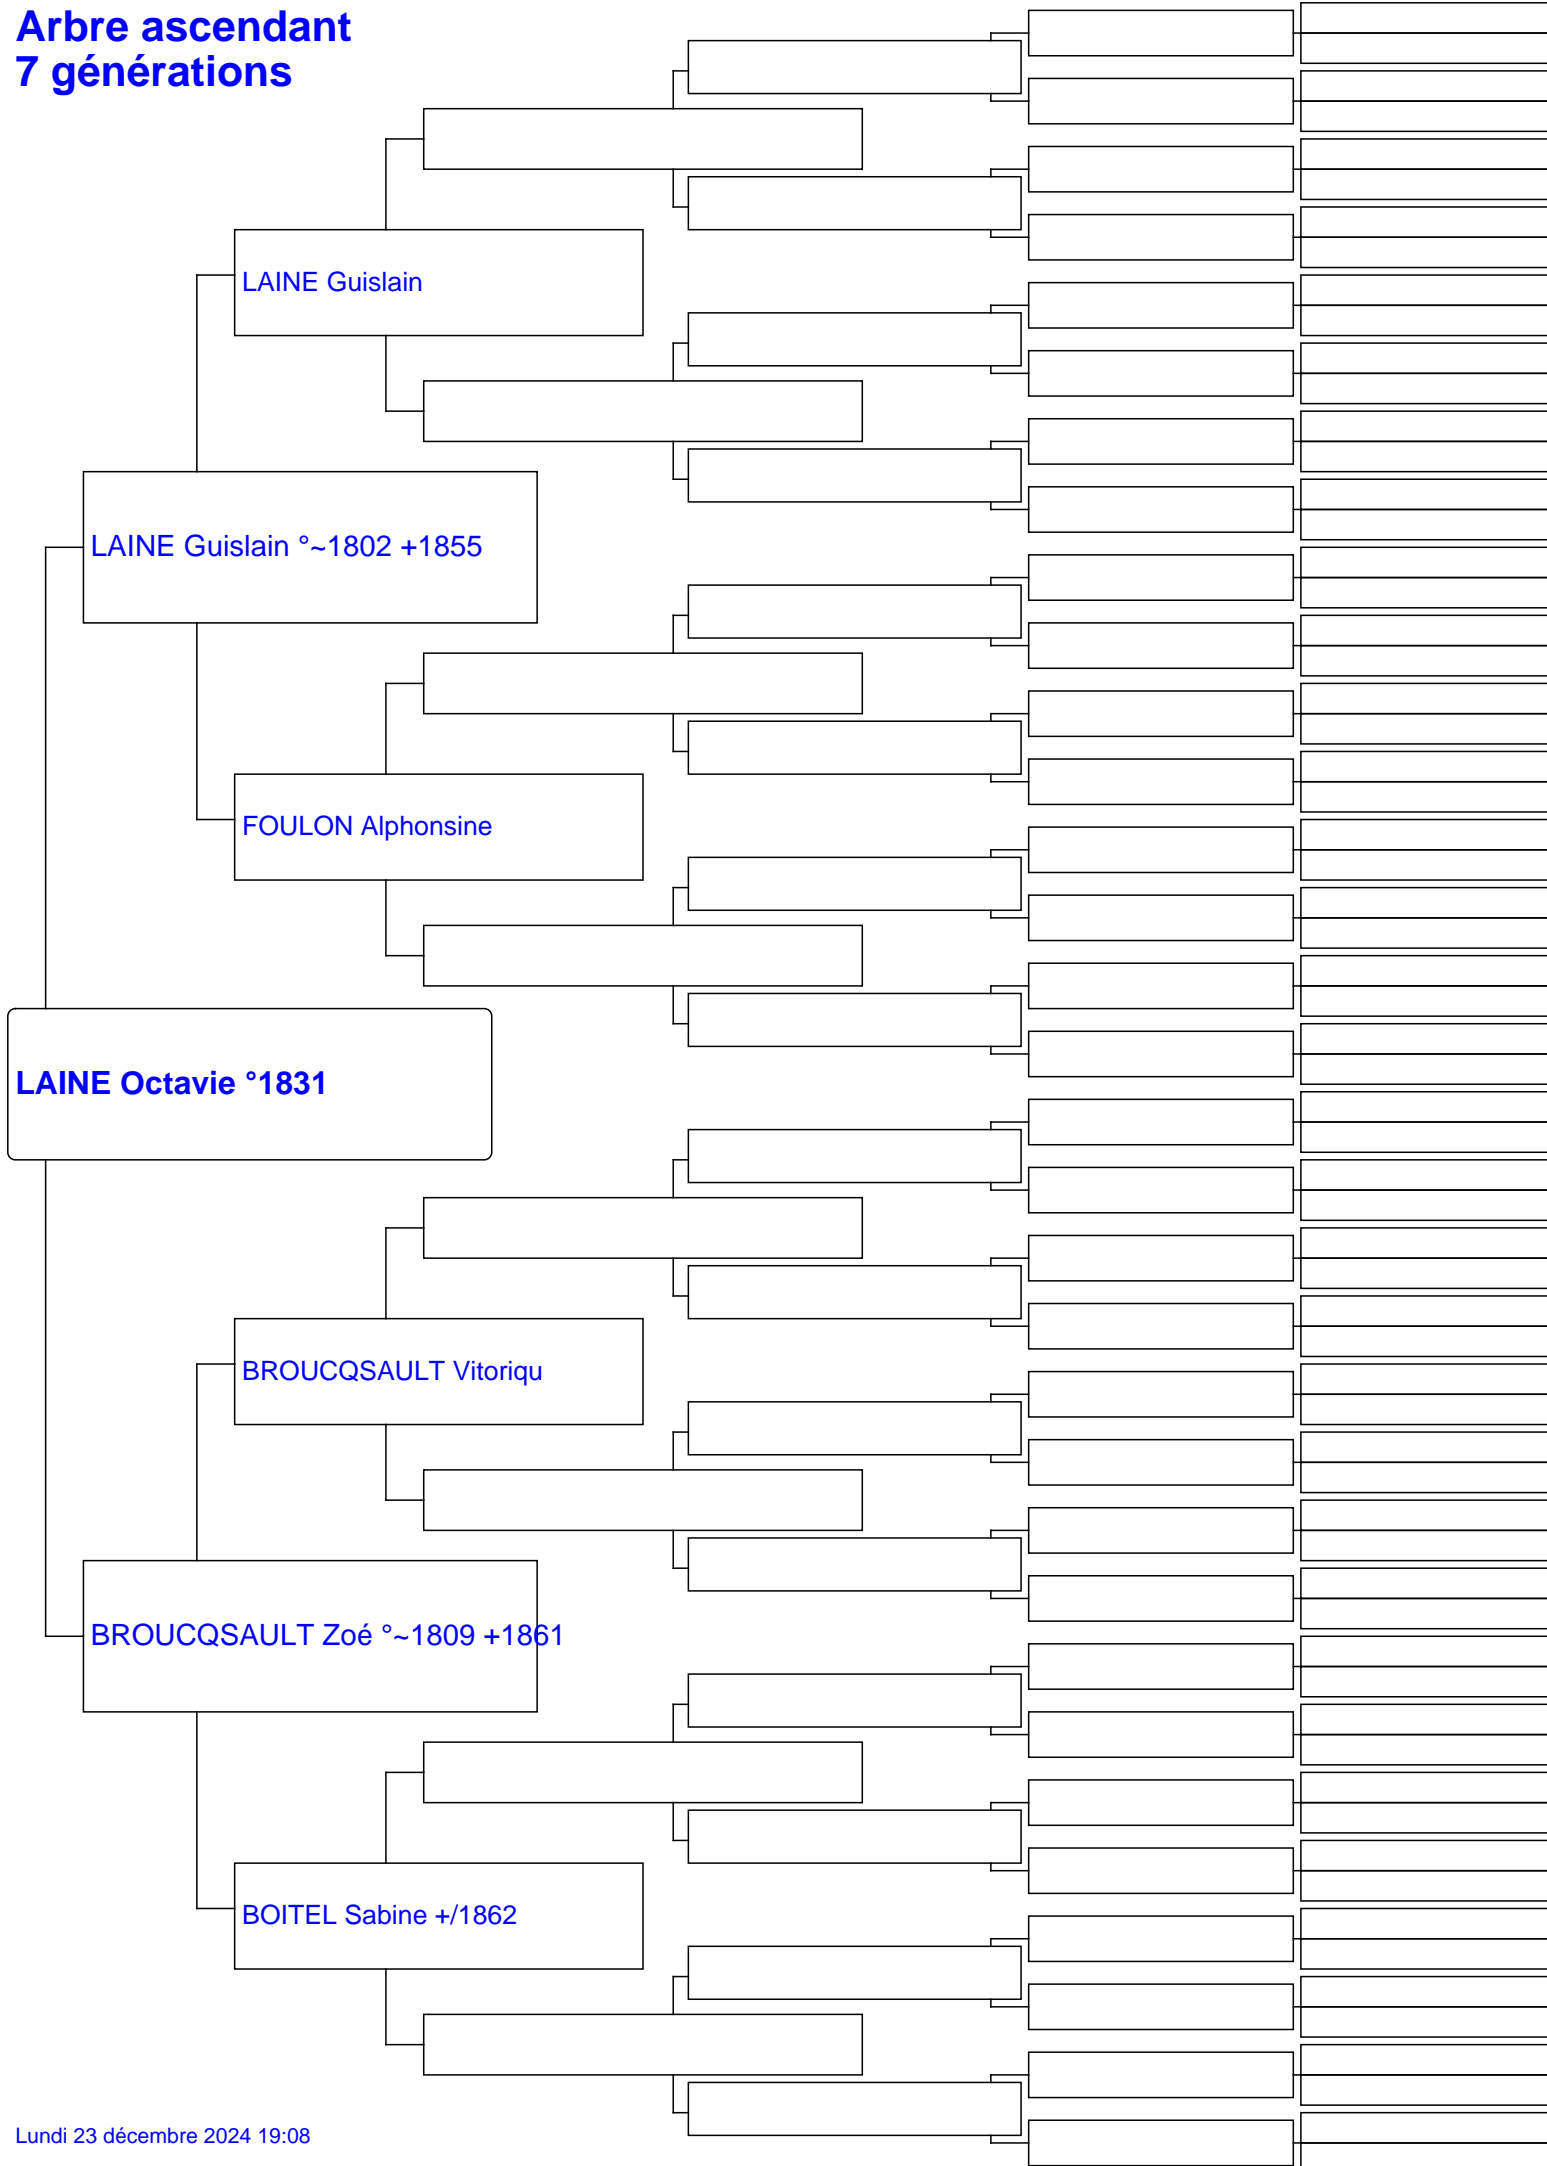 Arbre ascendant
7 générations
LAINE Guislain
LAINE Guislain °~1802 +1855
FOULON Alphonsine
LAINE Octavie °1831
BROUCQSAULT Vitoriqu
BROUCQSAULT Zoé °~1809 +1861
BOITEL Sabine +/1862
Lundi 23 décembre 2024 19:08